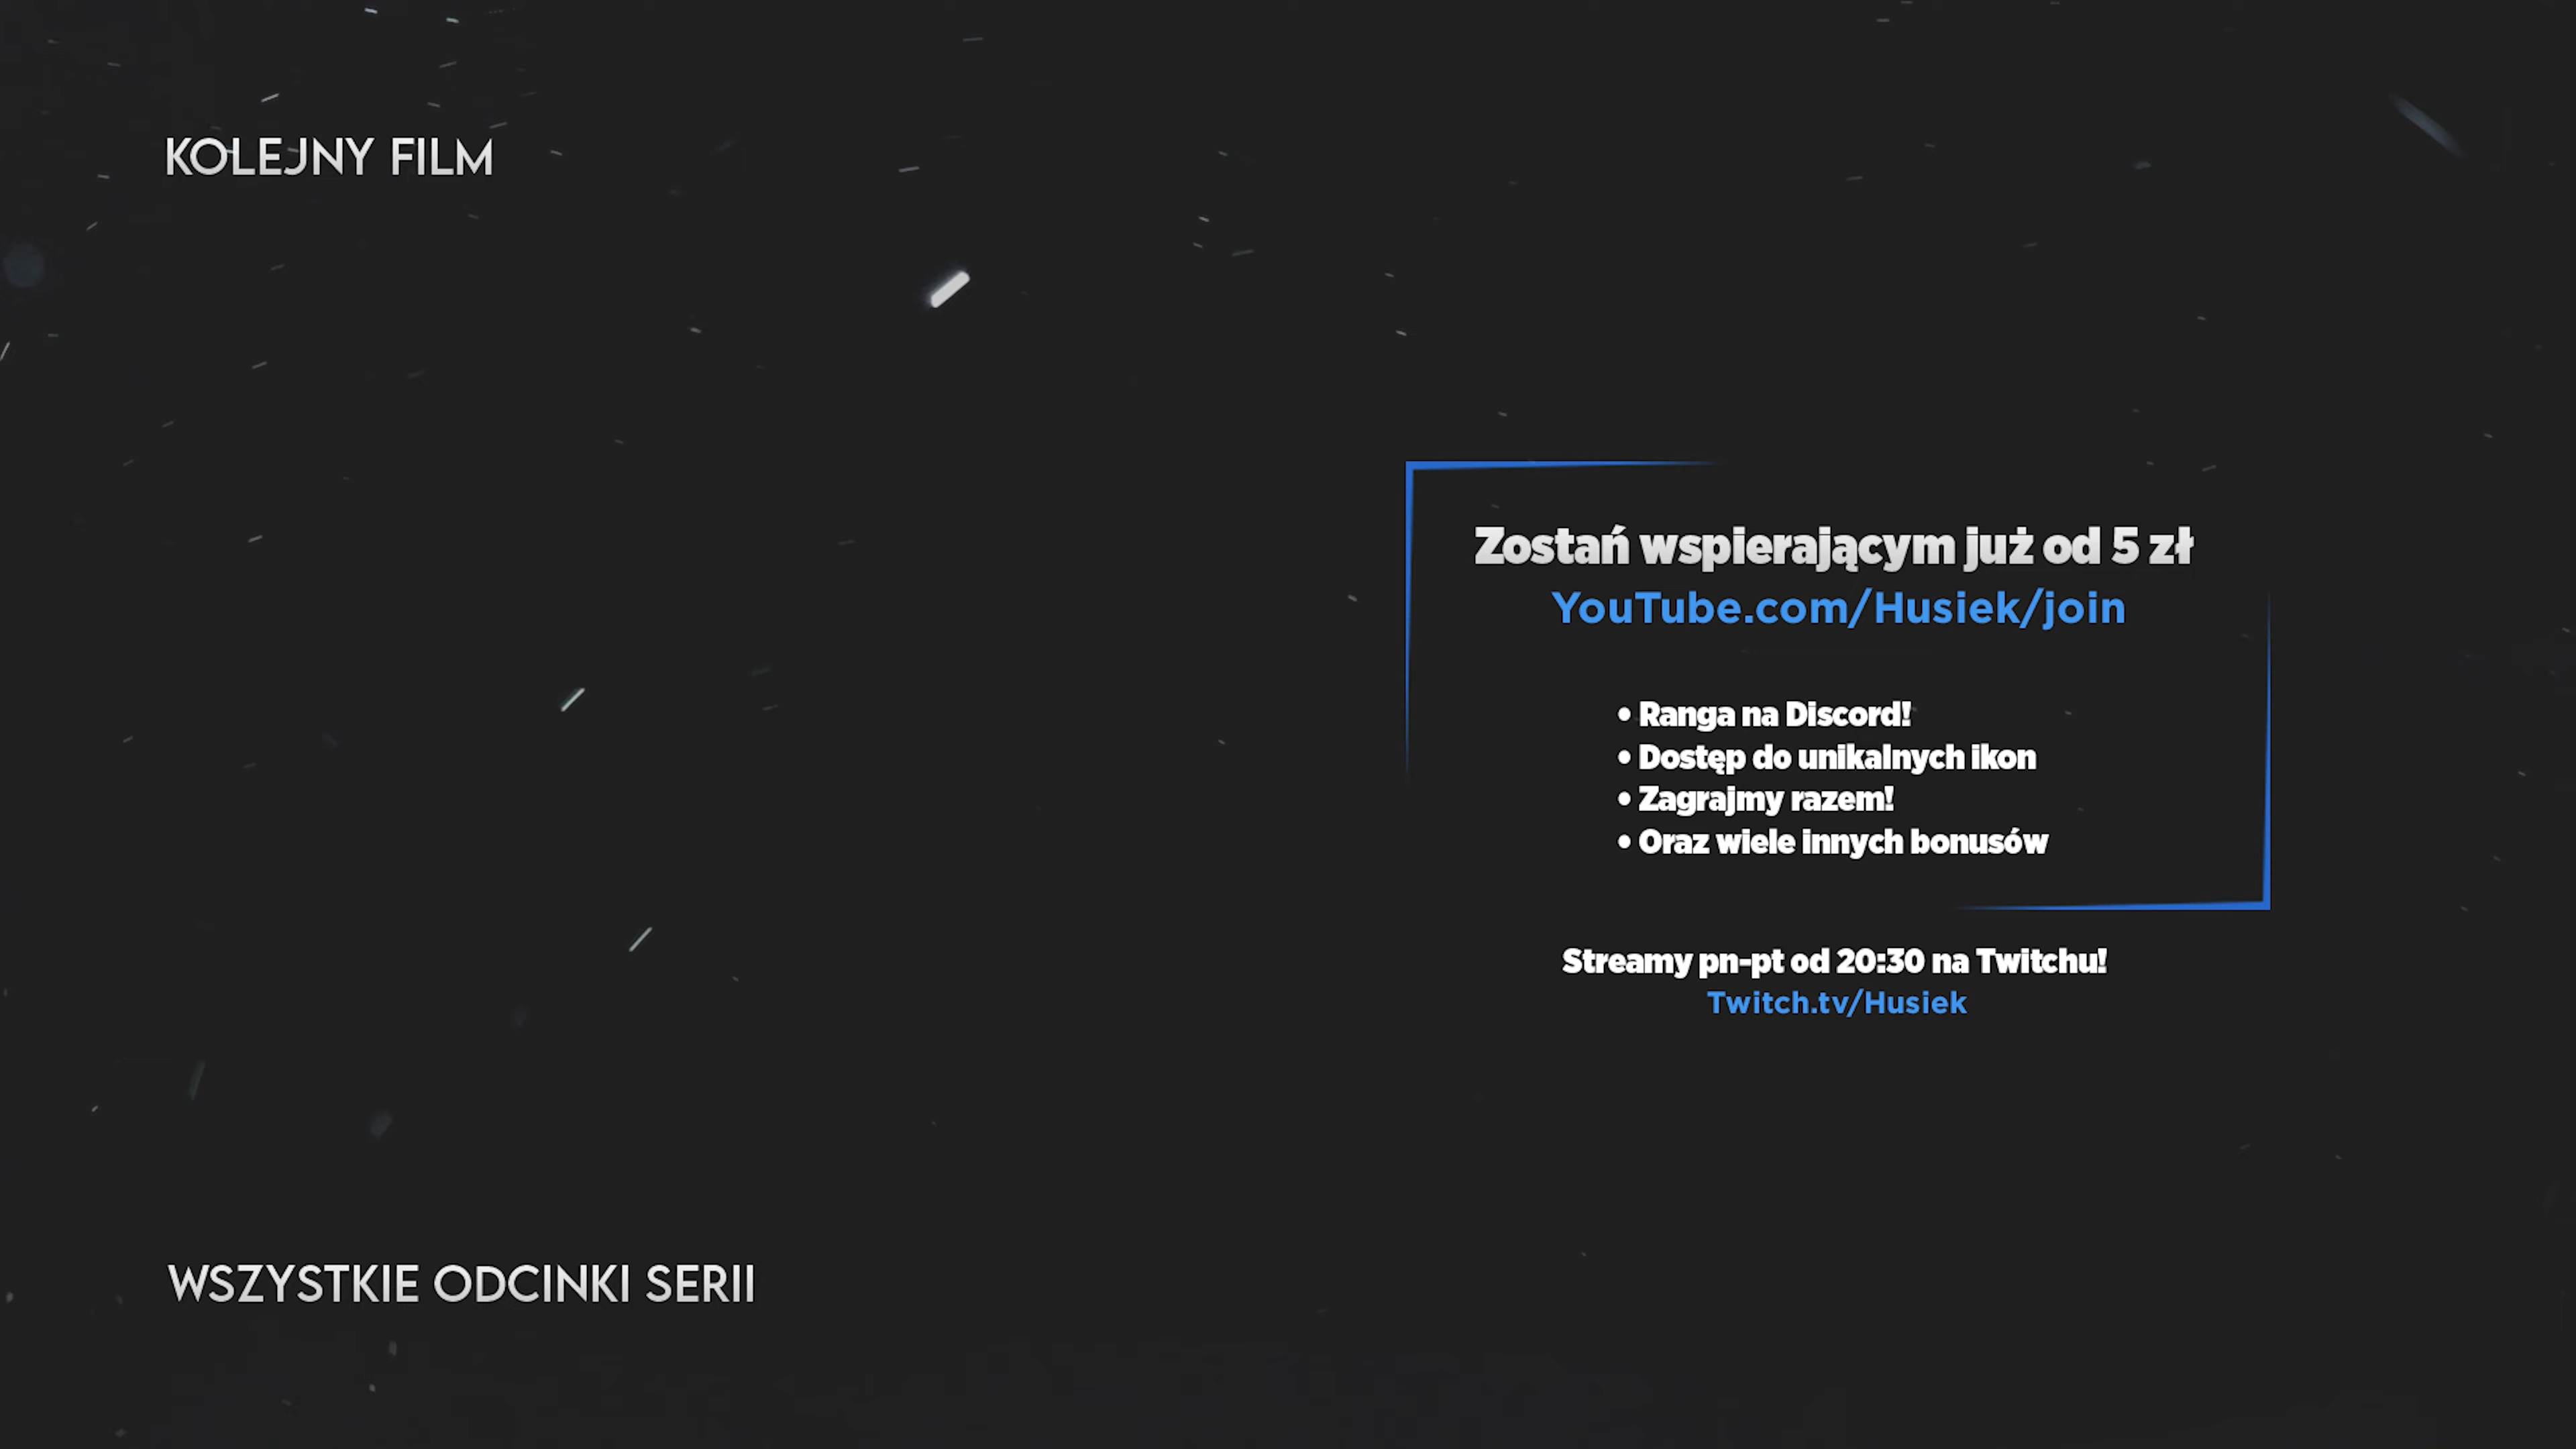 KOLEJNY FILM
Zostań wspierającym już od 5 zł
YouTube.com/Husiek/join
• Ranga na Discord!
• Dostęp do unikalnych ikon
• Zagrajmy razem!
• Oraz wiele innych bonusów
Streamy pn-pt od 20:30 na Twitchu!
Twitch.tv/Husiek
WSZYSTKIE ODCINKI SERII